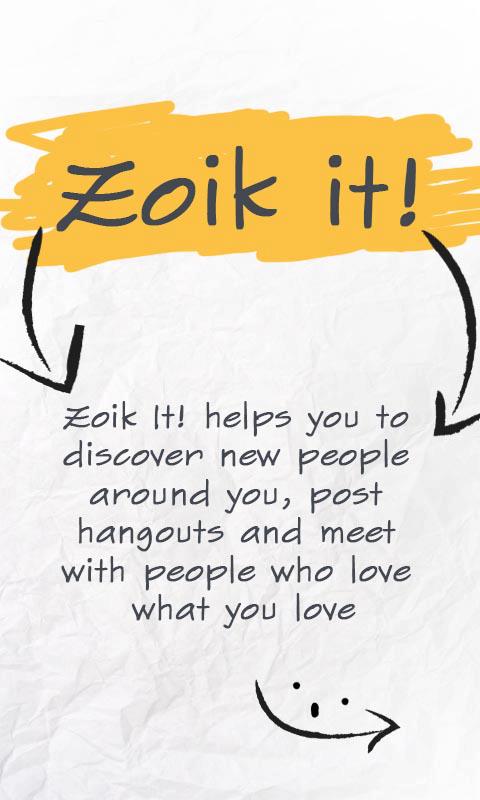 Zoik it!
Zoik It! helps you to
discover new people
around you, post
hangouts and meet
with people who love
what you love